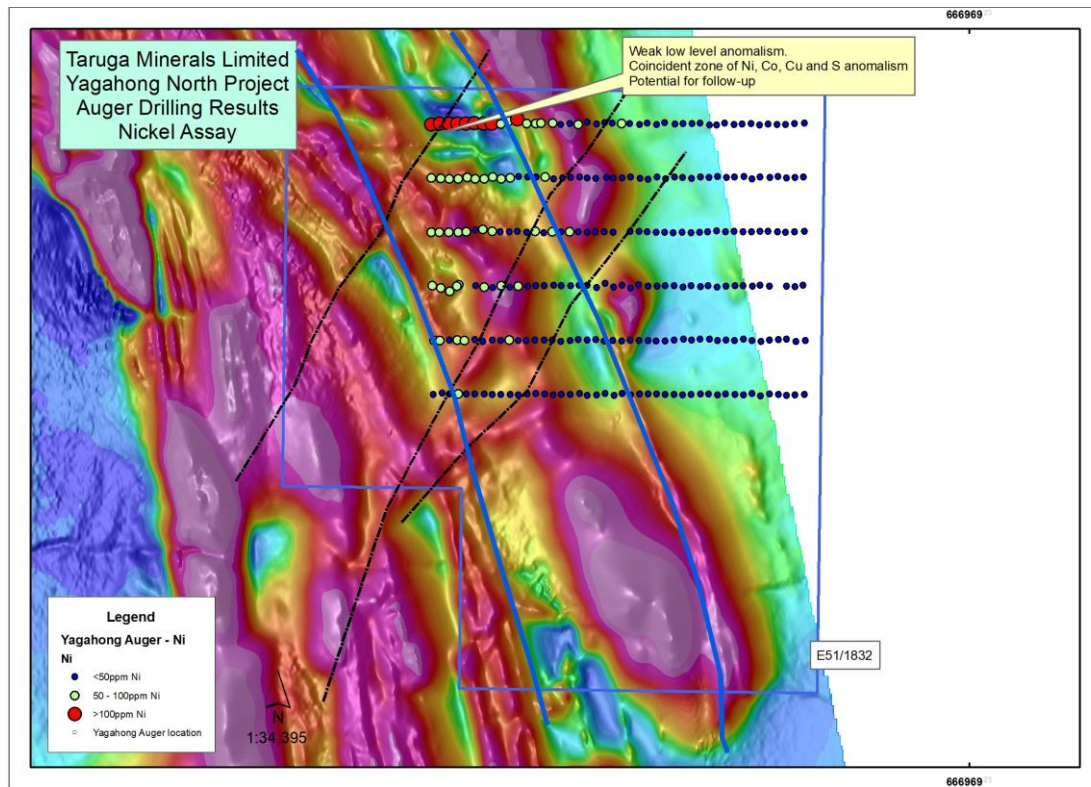 666969
Taruga Minerals Limited
Yagahong North Project
Auger Drilling Results
Nickel Assay
Weak low level anomalism.
Coincident zone of Ni, Co, Cu and S anomalism
Potential for follow-up
E51/1832
Legend
Yagahong Auger - Ni
Ni
<50ppm Ni
50 - 100ppm Ni
>100ppm Ni
Yagahong Auger location
N
1:34,395
666969